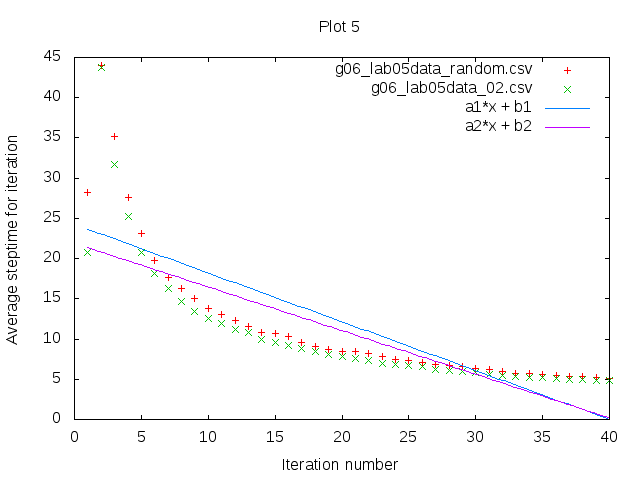 Plot 5
g06_lab05data_random.csv
g06_lab05data_02.csv
a1*x + b1
a2*x + b2
Average steptime for iteration
45
40
35
30
25
20
15
10
5
0
0 5 10 15 20 25 30 35 40
Iteration number